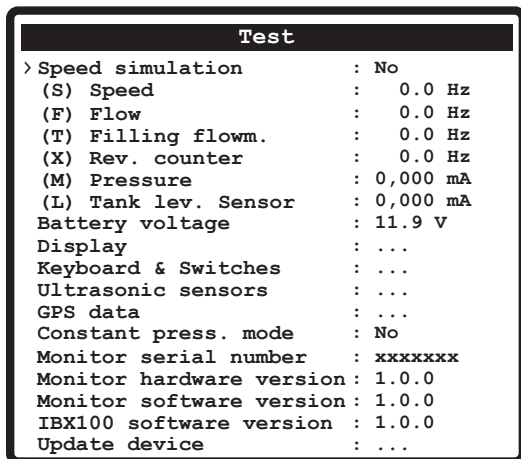 Test
>Speed simulation : No
(S) Speed : 0.0 Hz
(F) Flow : 0.0 Hz
(T) Filling flowm. : 0.0 Hz
(X) Rev. counter : 0.0 Hz
(M) Pressure : 0,000 mA
(L) Tank lev. Sensor : 0,000 mA
Battery voltage : 11.9 V
Display : ...
Keyboard & Switches : ...
Ultrasonic sensors : ...
GPS data : ...
Constant press. mode : No
Monitor serial number : xxxxxxx
Monitor hardware version : 1.0.0
Monitor software version : 1.0.0
IBX100 software version : 1.0.0
Update device : ...